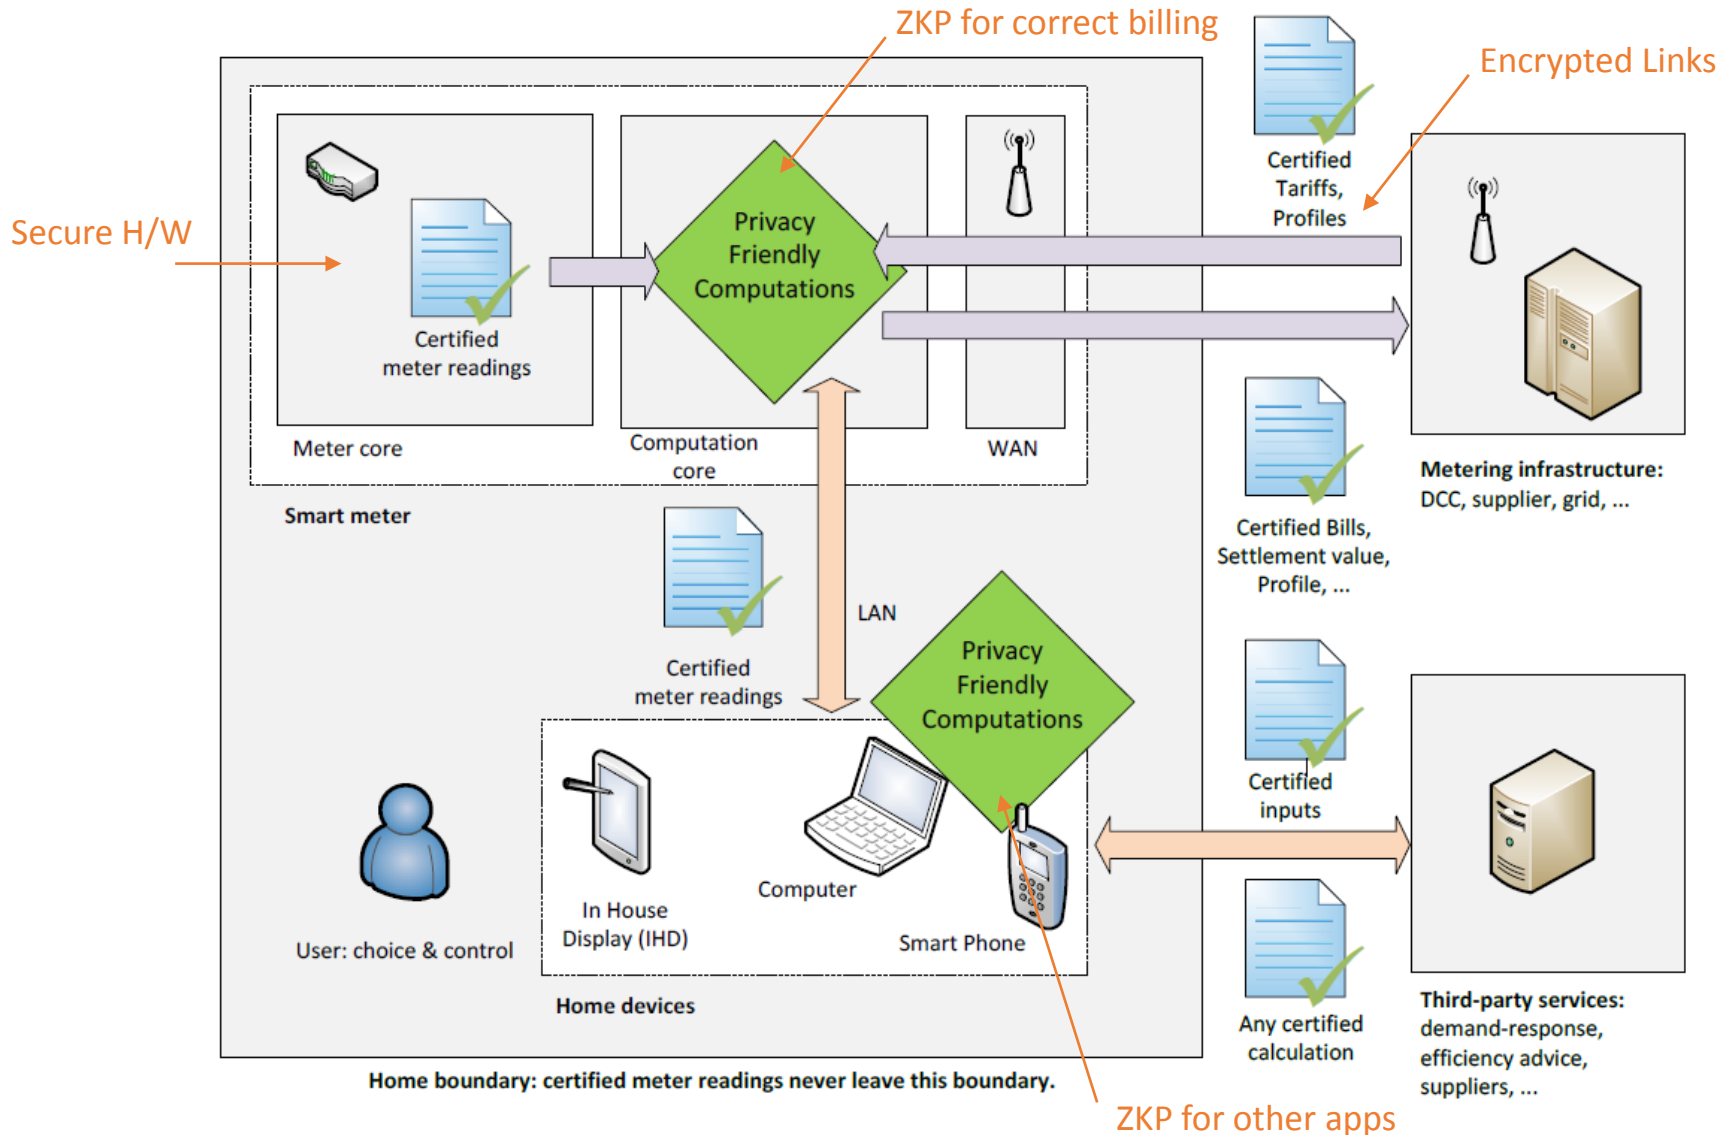 ZKP for correct billing
Encrypted Links
Secure H/W
Certified
meter readings
Privacy
Friendly
Computations
Certified
Tariffs,
Profiles
Meter core
Computation
core
WAN
Smart meter
Metering infrastructure:
DCC, supplier, grid, ...
Certified Bills,
Settlement value,
Profile, ...
LAN
Certified
meter readings
Privacy
Friendly
Computations
Certified
inputs
User: choice & control
In House
Display (IHD)
Computer
Smart Phone
Home devices
Any certified
calculation
Third-party services:
demand-response,
efficiency advice,
suppliers, ...
Home boundary: certified meter readings never leave this boundary.
ZKP for other apps